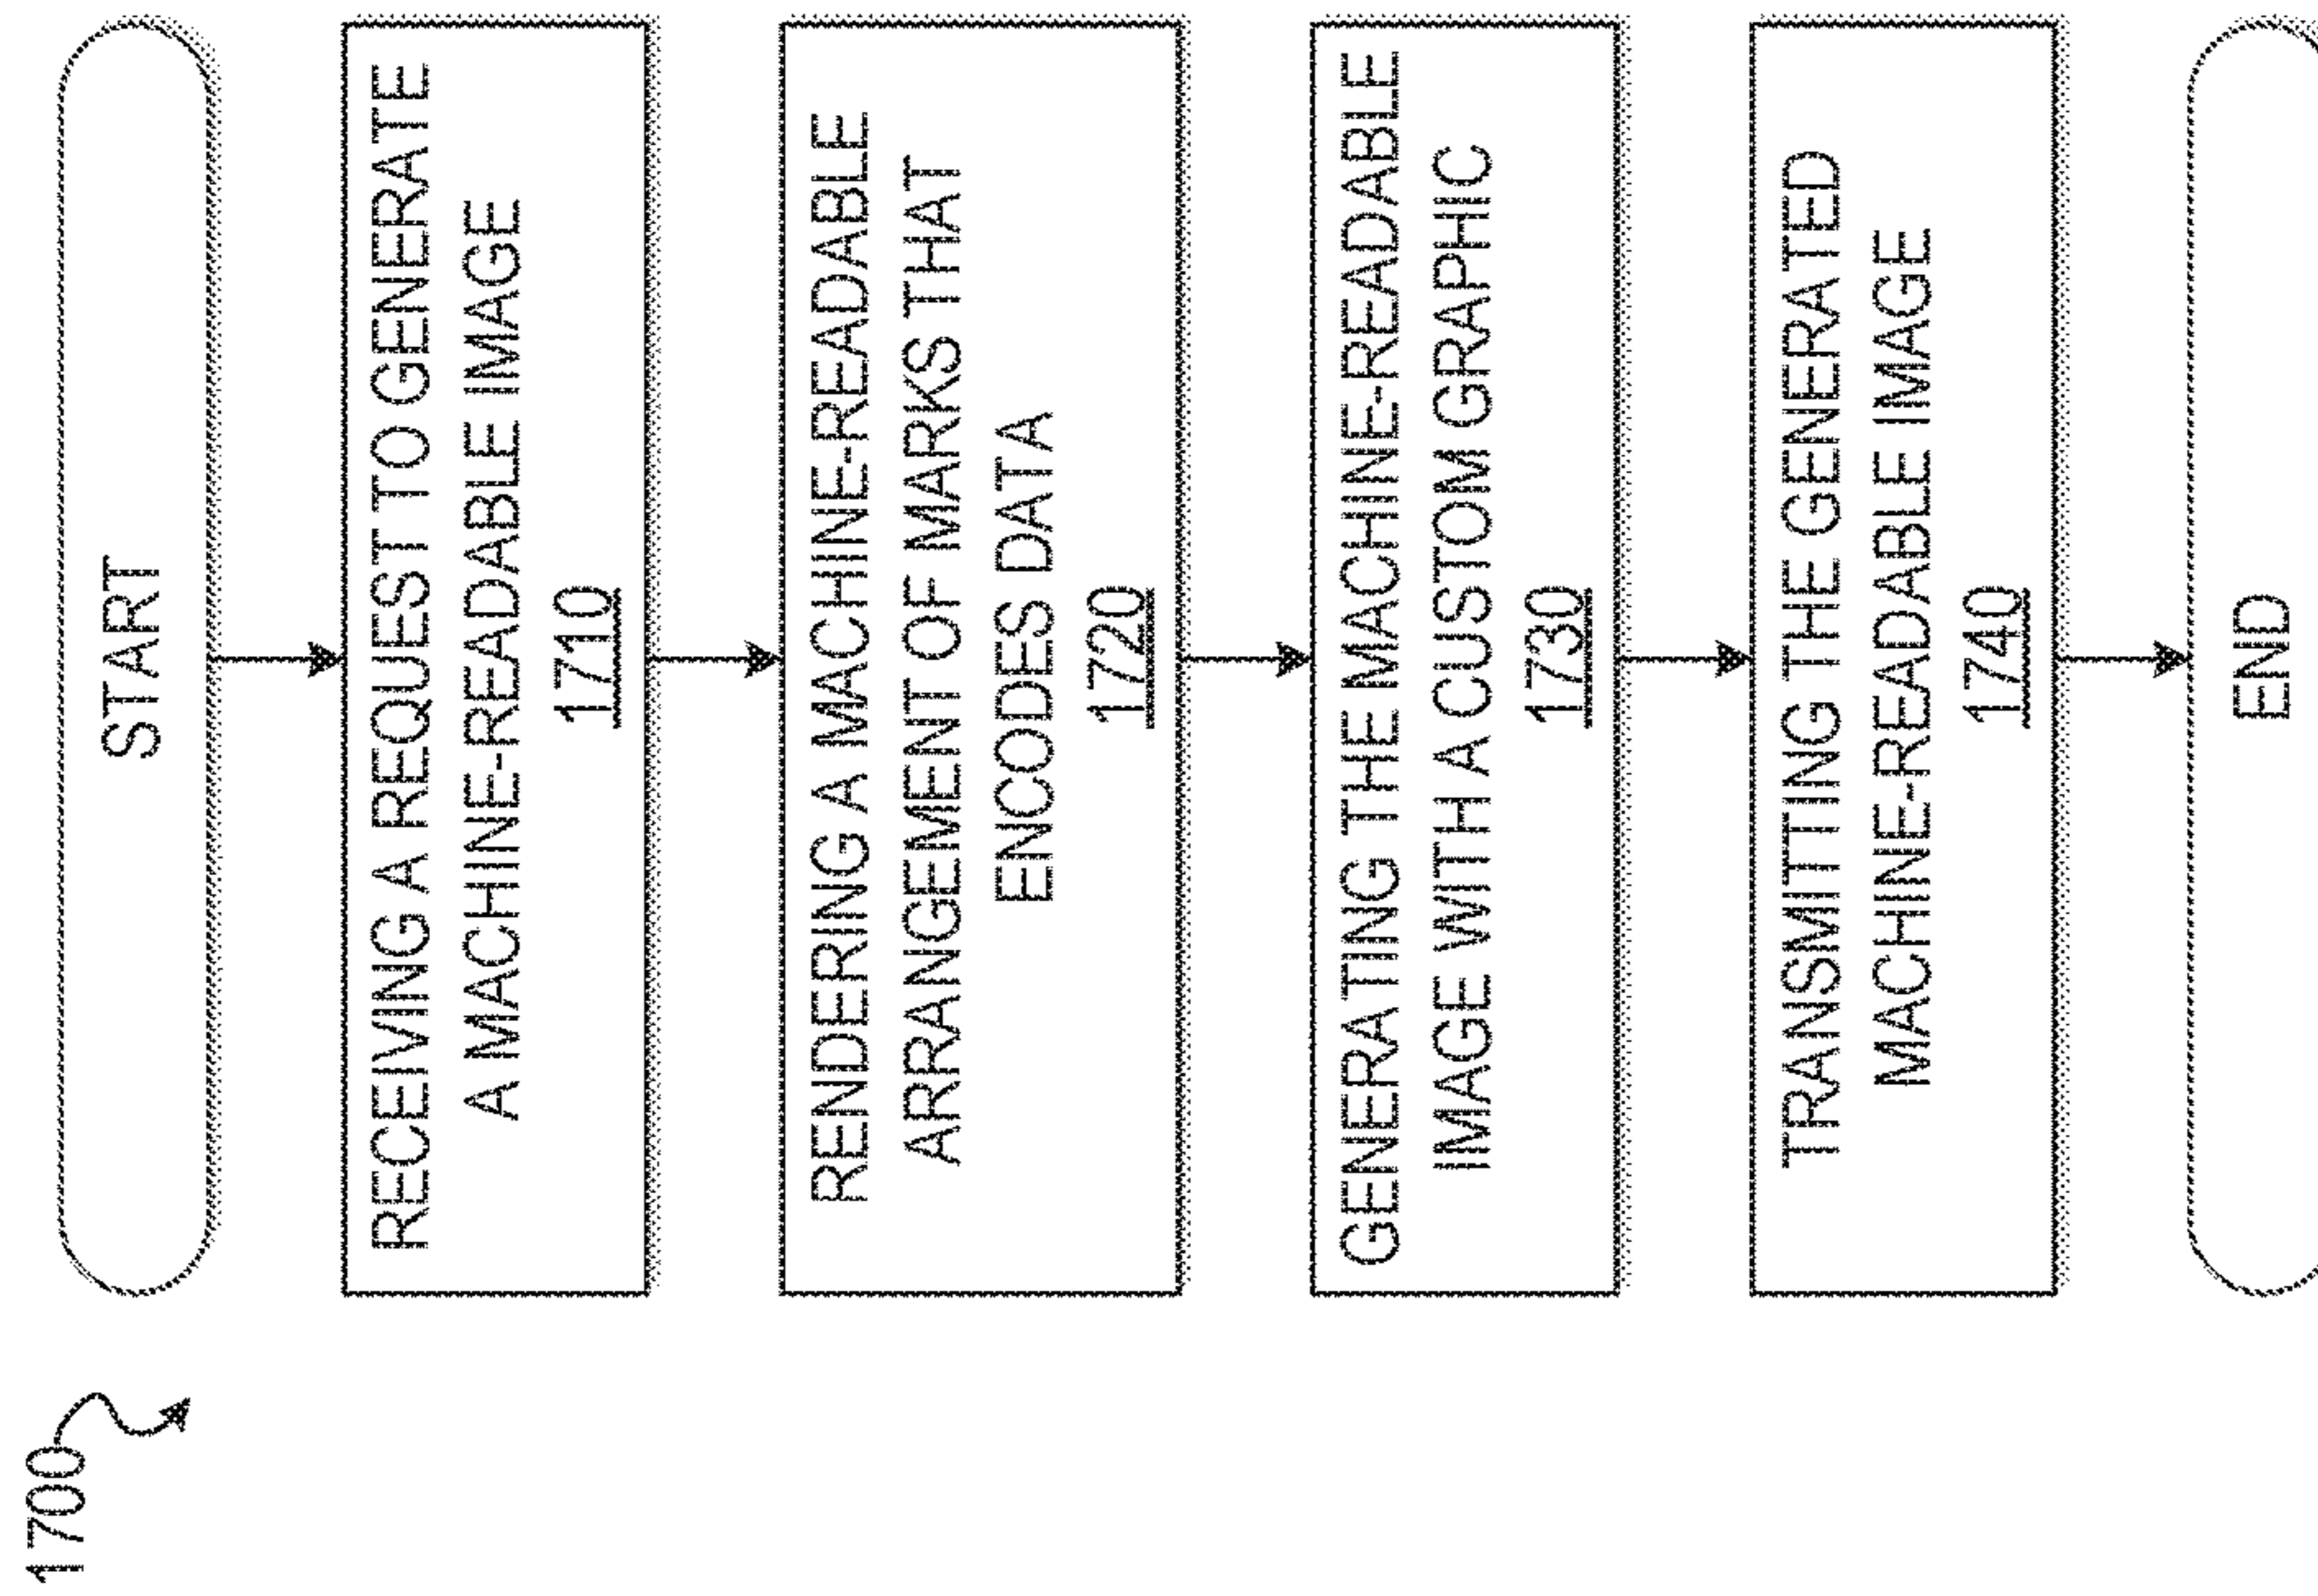 1700
START
RECEIVING A REQUEST TO GENERATE
A MACHINE-READABLE IMAGE
1710
RENDERING A MACHINE-READABLE
ARRANGEMENT OF MARKS THAT
ENCODES DATA
1720
GENERATING THE MACHINE-READABLE
IMAGE WITH A CUSTOM GRAPHIC
1730
TRANSMITTING THE GENERATED
MACHINE-READABLE IMAGE
1740
END